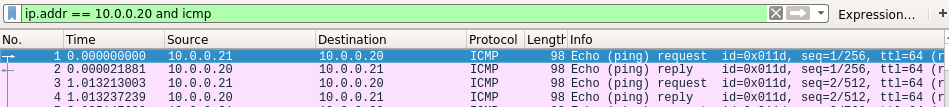 ip.addr == 10.0.0.20 and icmp Expression… +
No. Time Source Destination Protocol Length Info
1 0.000000000 10.0.0.21 10.0.0.20 ICMP 98 Echo (ping) request id=0x011d, seq=1/256, ttl=64 (r
2 0.000021881 10.0.0.20 10.0.0.21 ICMP 98 Echo (ping) reply id=0x011d, seq=1/256, ttl=64 (r
3 1.013213003 10.0.0.21 10.0.0.20 ICMP 98 Echo (ping) request id=0x011d, seq=2/512, ttl=64 (r
4 1.013237239 10.0.0.20 10.0.0.21 ICMP 98 Echo (ping) reply id=0x011d, seq=2/512, ttl=64 (r